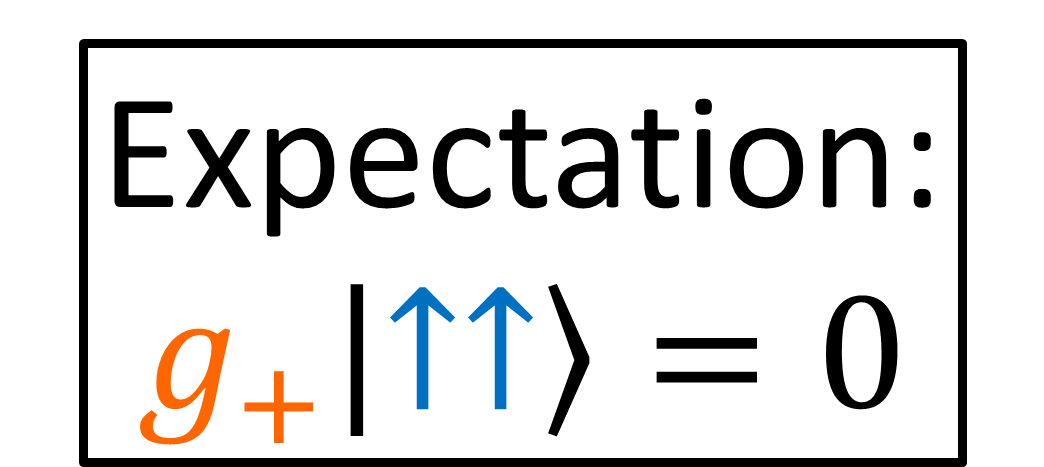 Expectation:
g₊|↑↑⟩ = 0